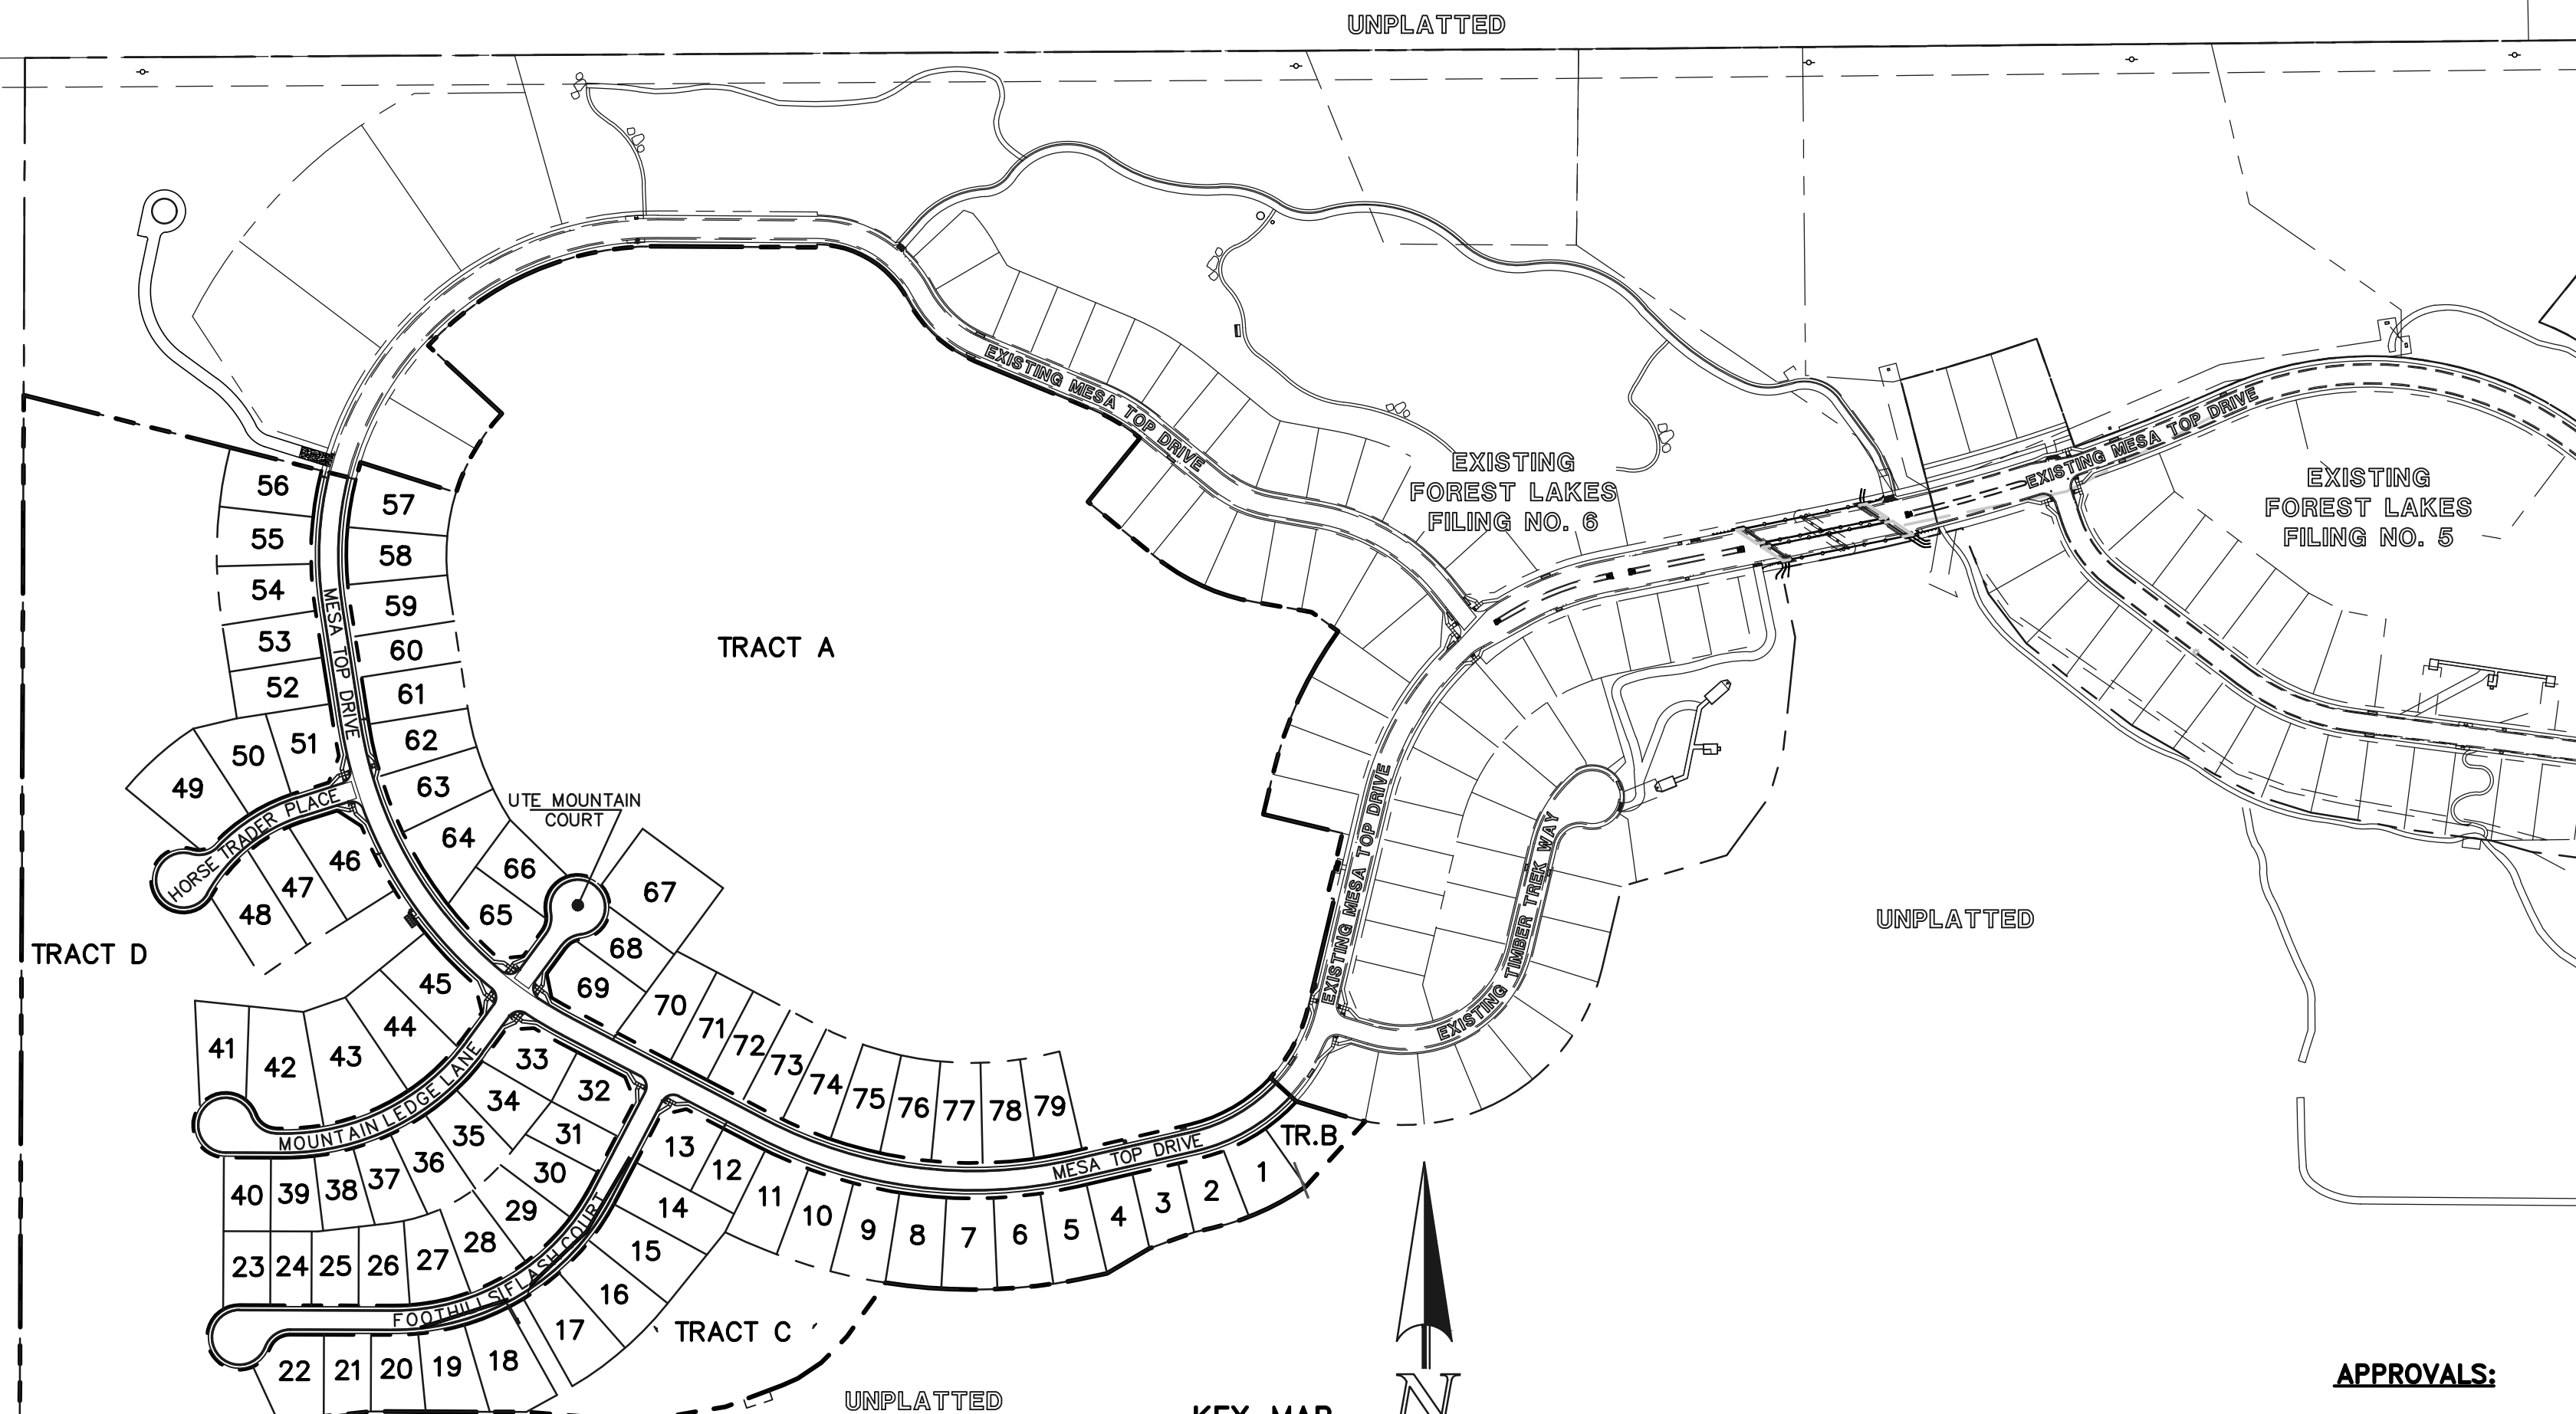 UNPLATTED
EXISTING MESA TOP DRIVE
EXISTING MESA TOP DRIVE
EXISTING
FOREST LAKES
FILING NO. 6
EXISTING
FOREST LAKES
FILING NO. 5
56
57
55
58
54
59
MESA TOP DRIVE
53
60
TRACT A
52
61
51
62
50
49
63
HORSE TRADER PLACE
UTE MOUNTAIN
COURT
64
46
66
67
47
65
48
68
EXISTING MESA TOP DRIVE
EXISTING TIMBER TREK WAY
UNPLATTED
TRACT D
45
69
70
44
71
41
43
72
42
33
73
32
74
34
75
76
77
78
79
MOUNTAIN LEDGE LANE
35
31
13
TR.B
36
30
12
MESA TOP DRIVE
1
37
38
39
40
29
14
11
2
3
10
4
28
9
8
7
6
5
27
26
25
24
23
15
FOOTHILLS FLASH COURT
16
17
TRACT C
22
21
20
19
18
UNPLATTED
N
KEY MAP
APPROVALS: